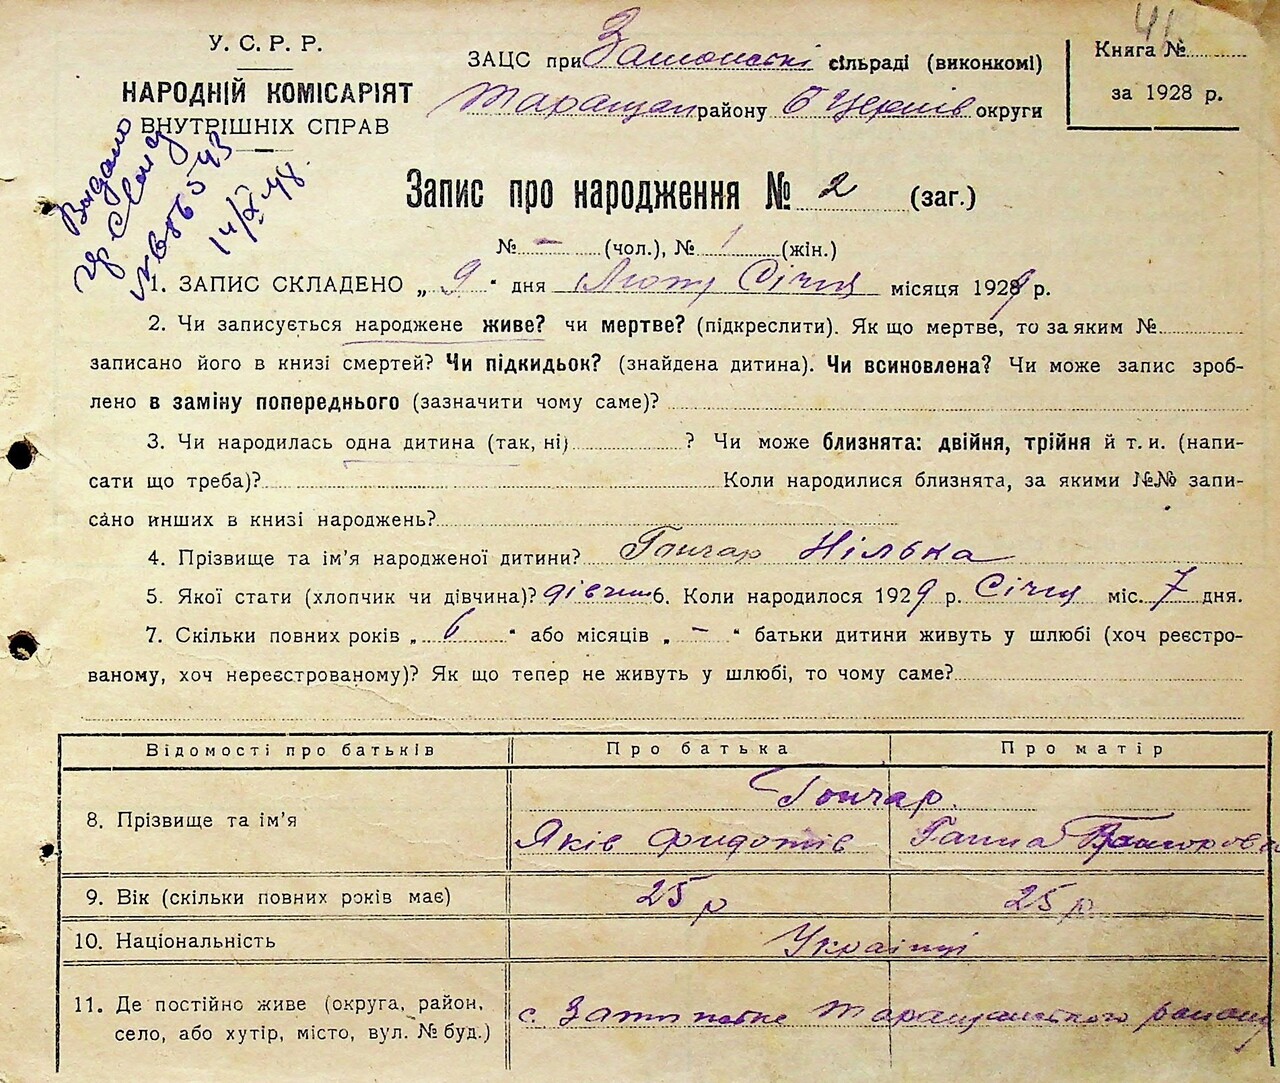 У. С. Р. Р.
НАРОДНІЙ КОМІСАРІЯТ
ВНУТРІШНІХ СПРАВ
ЗАЦС при сільраді (виконкомі)
Таращан району Б Церків округи
41
Книга №
за 1928 р.
Видано
14/X 48.
Запис про народження № 2 (заг.)
№ – (чол.), № 1 (жін.)
1. ЗАПИС СКЛАДЕНО „ 9 " дня Січня місяця 1929 р.
2. Чи записується народжене живе? чи мертве? (підкреслити). Як що мертве, то за яким №
записано його в книзі смертей? Чи підкидьок? (знайдена дитина). Чи всиновлена? Чи може запис зроб-
лено в заміну попереднього (зазначити чому саме)?
3. Чи народилась одна дитина (так, ні) ? Чи може близнята: двійня, трійня й т. и. (напи-
сати що треба)? Коли народилися близнята, за якими №№ запи-
сано инших в книзі народжень?
4. Прізвище та ім'я народженої дитини? Гончар Нілька
5. Якої стати (хлопчик чи дівчина)? дівчин 6. Коли народилося 1929 р. Січня міс. 7 дня.
7. Скільки повних років „ 6 " або місяців „ – " батьки дитини живуть у шлюбі (хоч реєстро-
ваному, хоч нереєстрованому)? Як що тепер не живуть у шлюбі, то чому саме?
Відомості про батьків Про батька Про матір
8. Прізвище та ім'я Гончар.
Яків Федотів Ганна
9. Вік (скільки повних років має) 25 р 25 р.
10. Національність Українці
11. Де постійно живе (округа, район,
село, або хутір, місто, вул. № буд.) с. Таращанського району